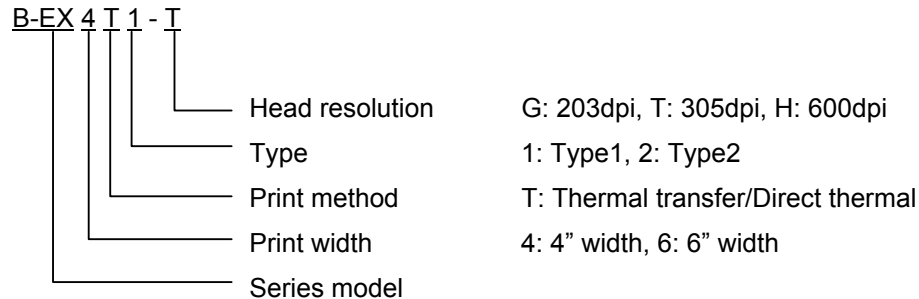 B-EX 4 T 1 - T
Head resolution G: 203dpi, T: 305dpi, H: 600dpi
Type 1: Type1, 2: Type2
Print method T: Thermal transfer/Direct thermal
Print width 4: 4” width, 6: 6” width
Series model